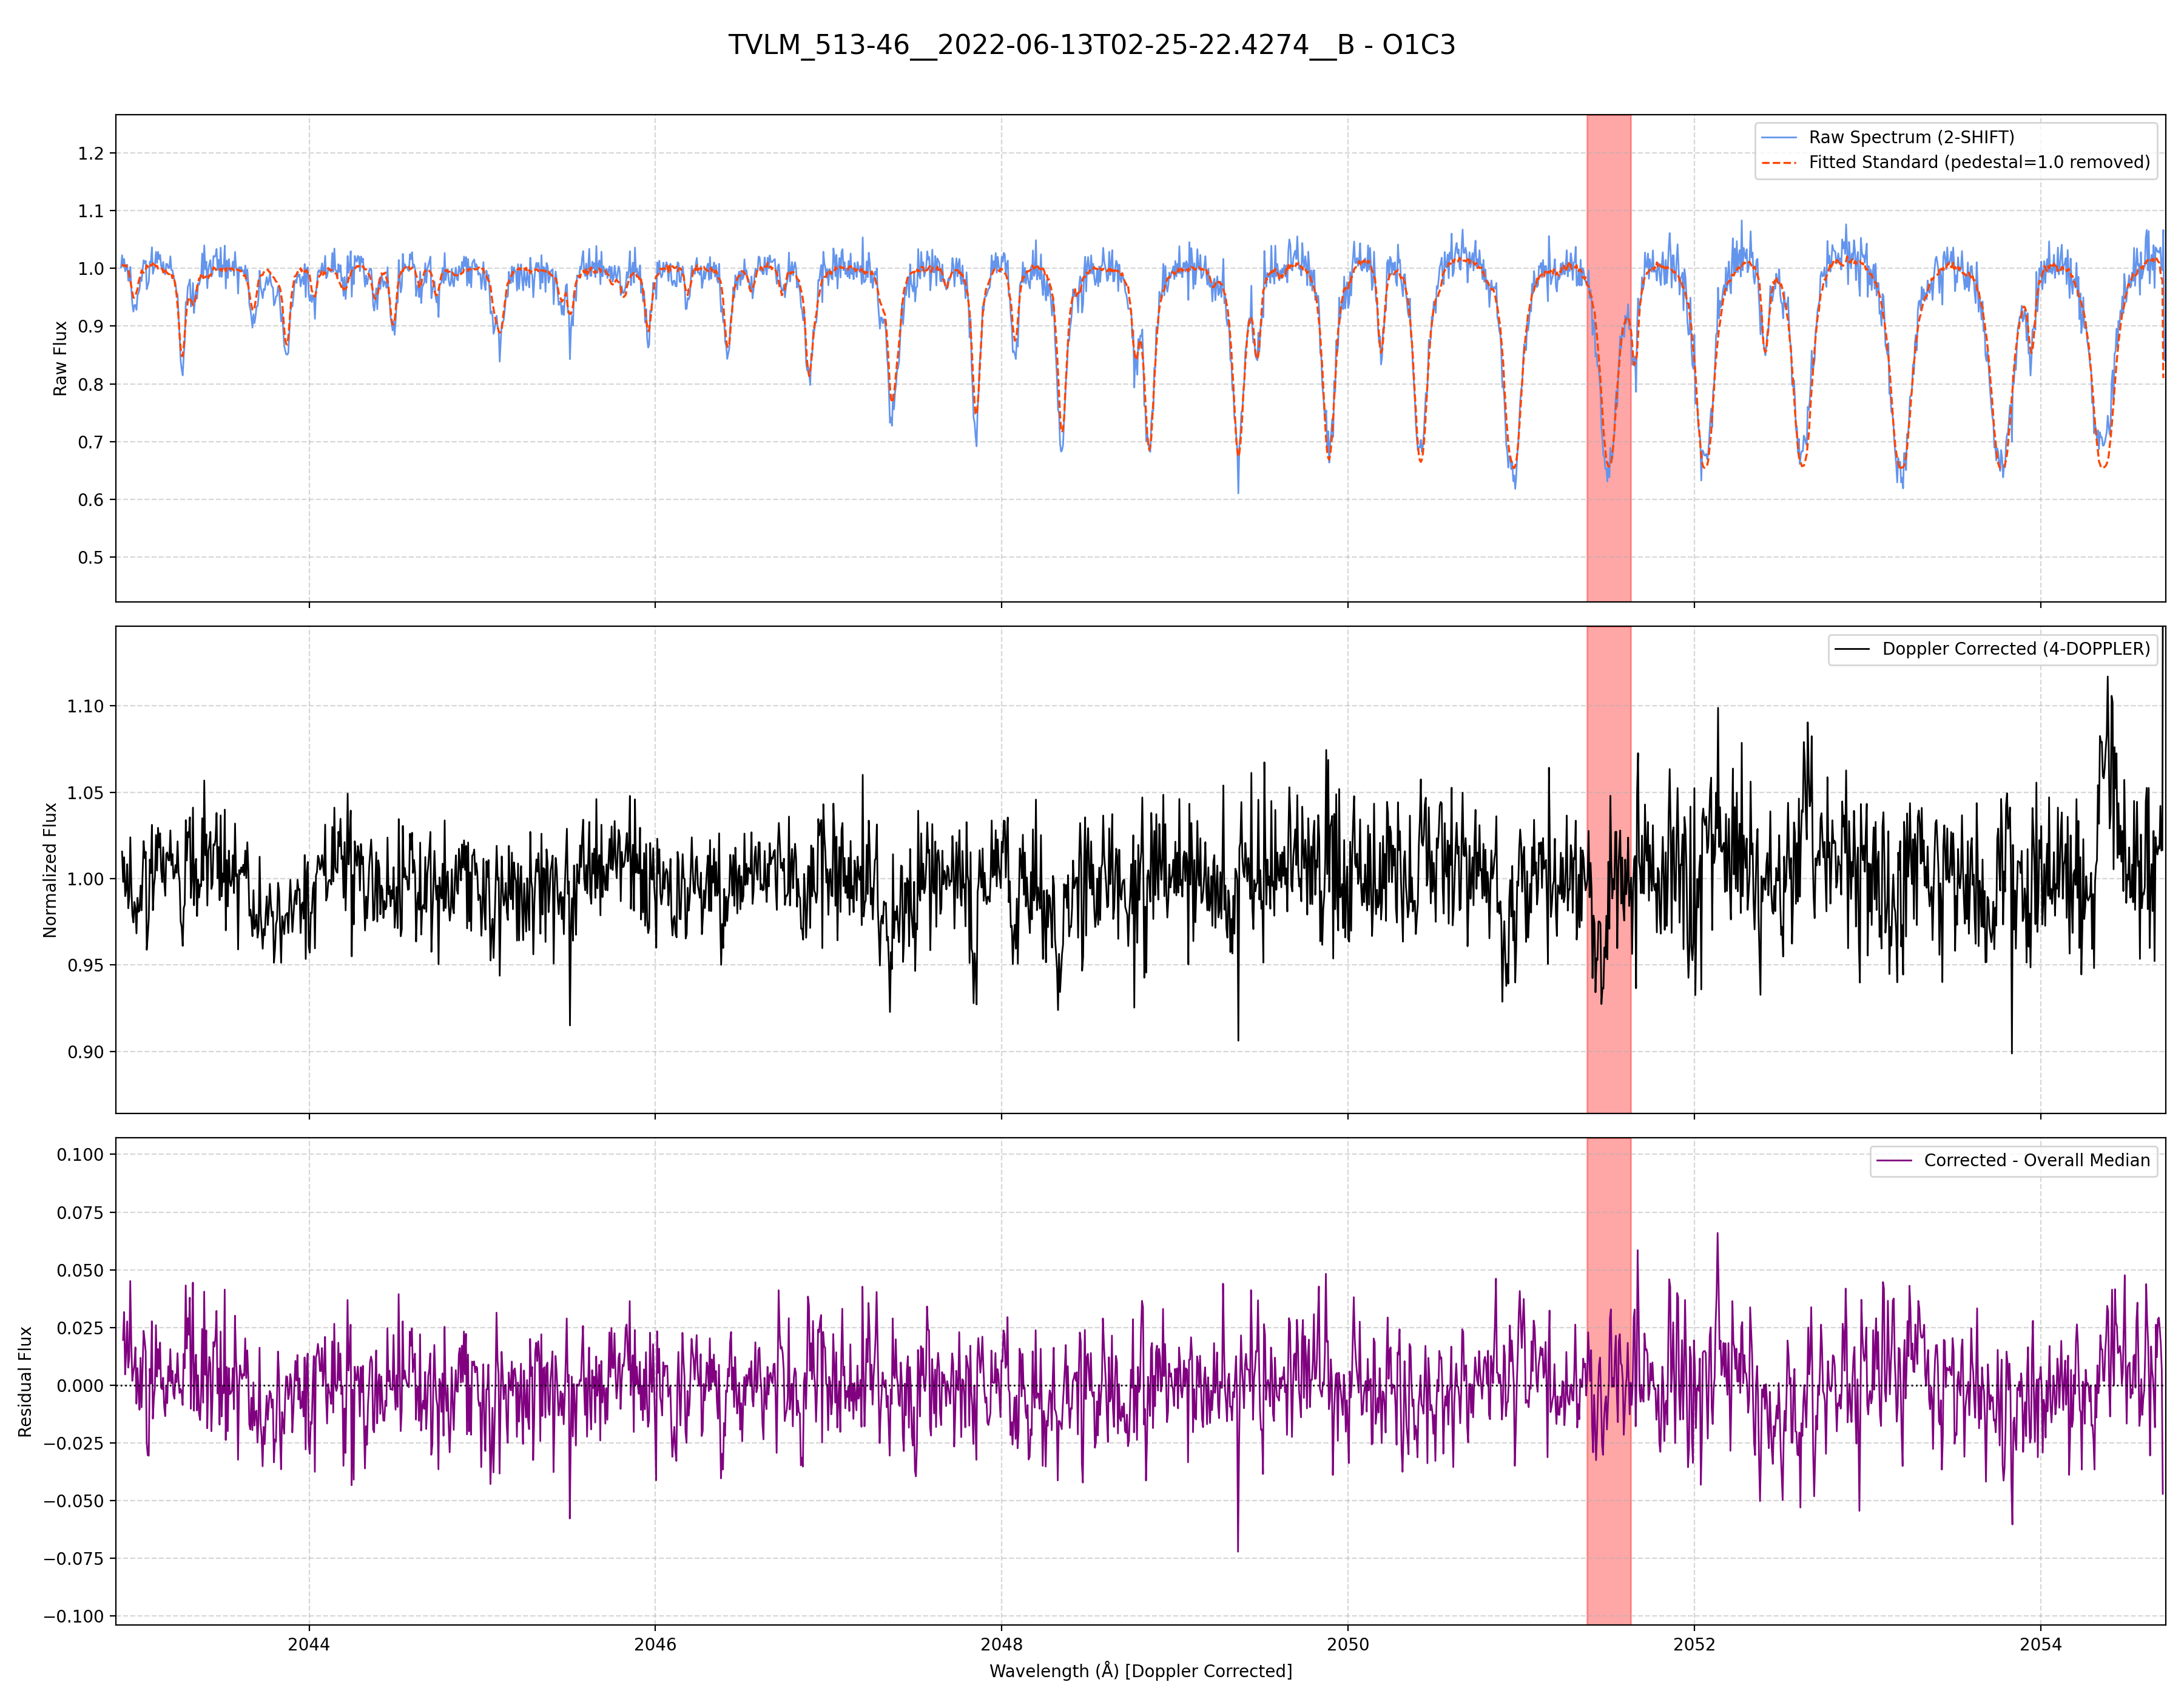 TVLM_513-46__2022-06-13T02-25-22.4274__B - O1C3
Raw Spectrum (2-SHIFT)
Fitted Standard (pedestal=1.0 removed)
1.2
1.1
1.0
0.9
0.8
0.7
0.6
0.5
Raw Flux
Doppler Corrected (4-DOPPLER)
1.10
1.05
1.00
0.95
0.90
Normalized Flux
Corrected - Overall Median
0.100
0.075
0.050
0.025
0.000
−0.025
−0.050
−0.075
−0.100
Residual Flux
2044 2046 2048 2050 2052 2054
Wavelength (Å) [Doppler Corrected]